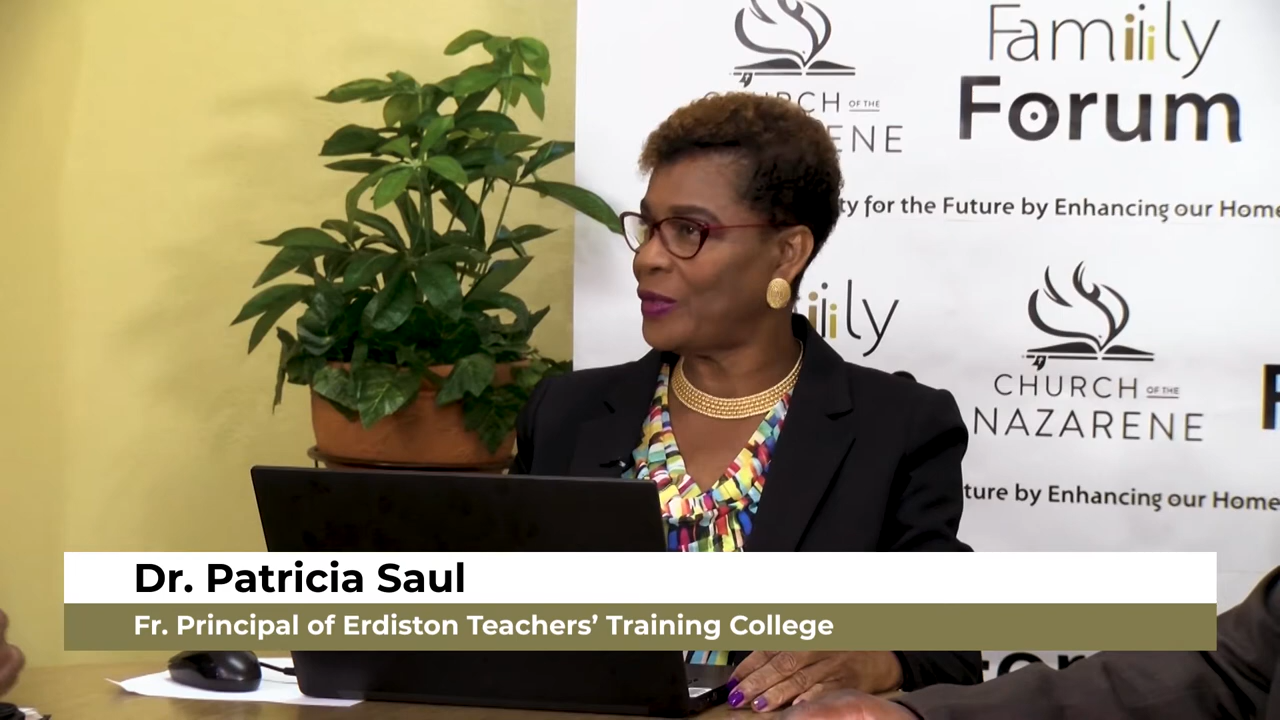 Family
Forum
CHURCH OF THE
ENE
ty for the Future by Enhancing our Home
ily
CHURCH OF THE
NAZARENE
ture by Enhancing our Home
Dr. Patricia Saul
Fr. Principal of Erdiston Teachers’ Training College